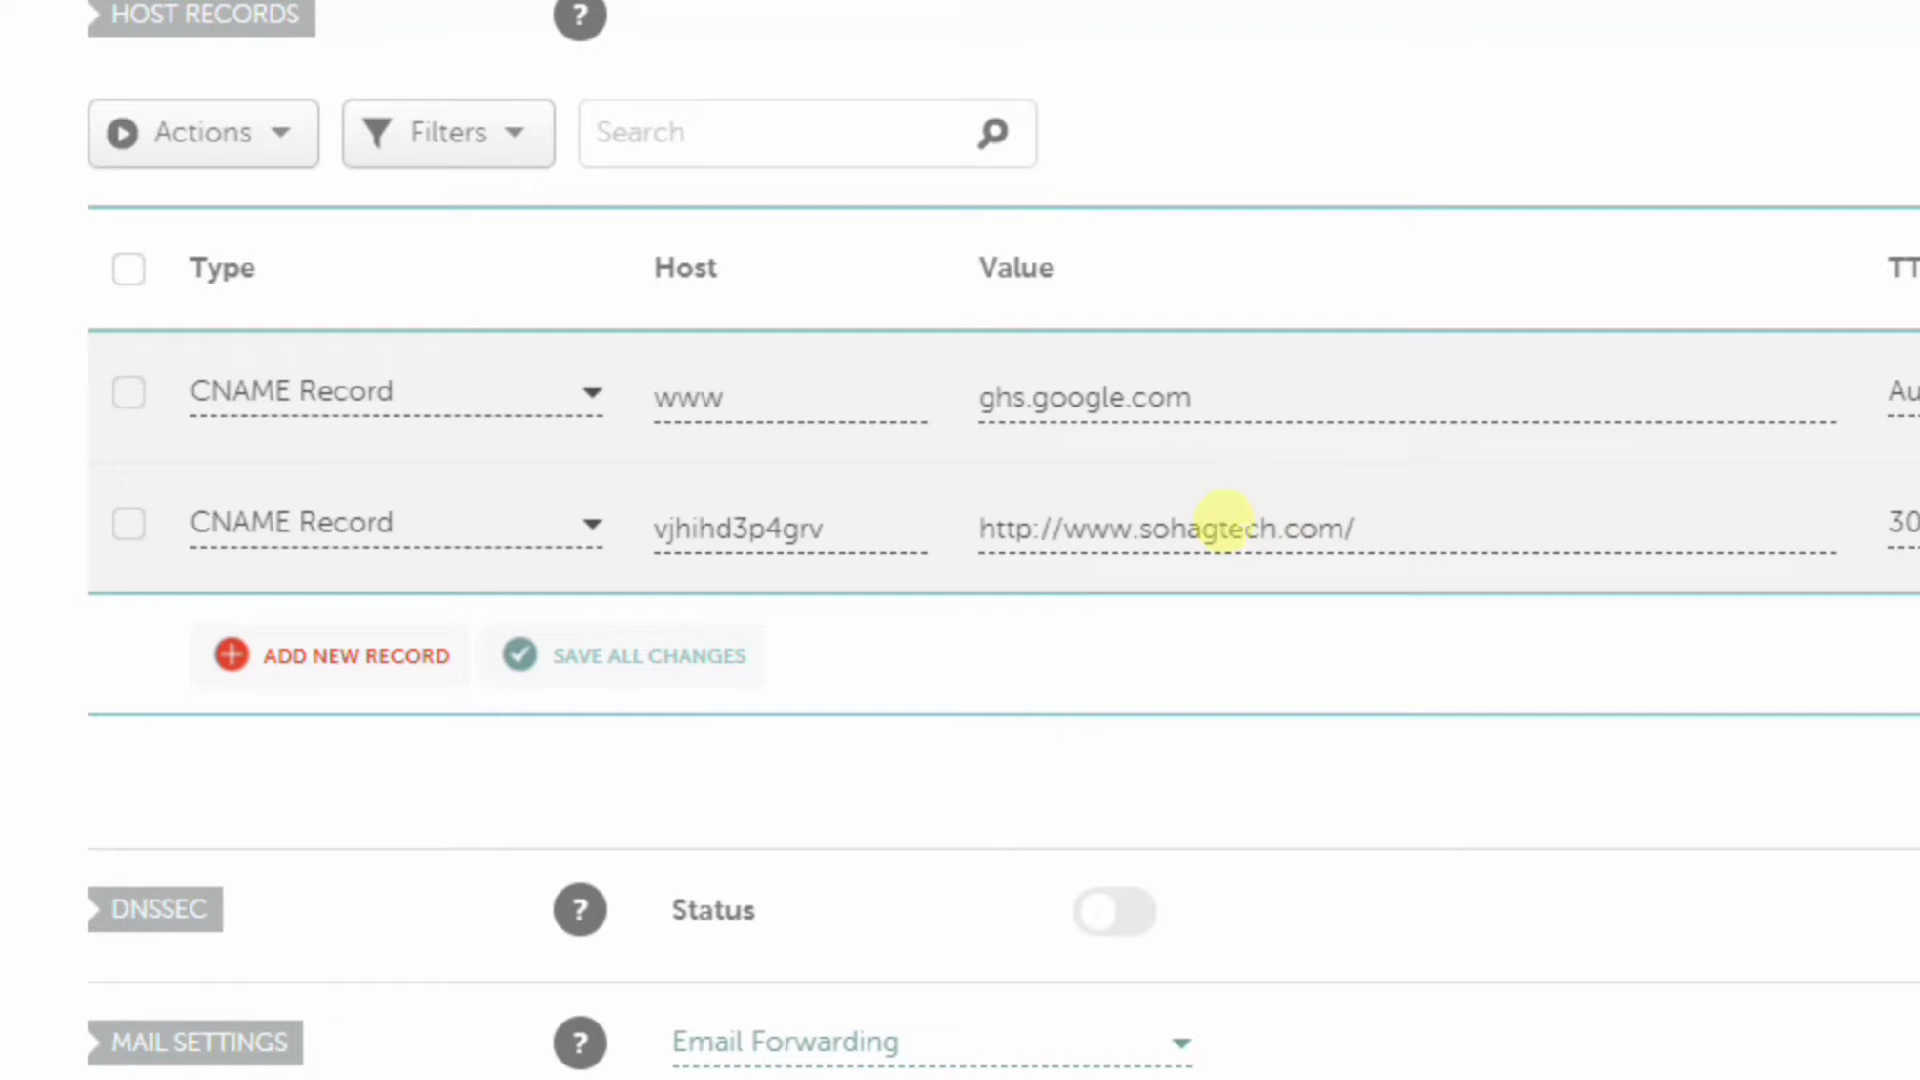 HOST RECORDS ?
Actions Filters Search
Type Host Value
CNAME Record www ghs.google.com
CNAME Record vjhihd3p4grv http://www.sohagtech.com/ 30
ADD NEW RECORD SAVE ALL CHANGES
DNSSEC ? Status
MAIL SETTINGS ? Email Forwarding